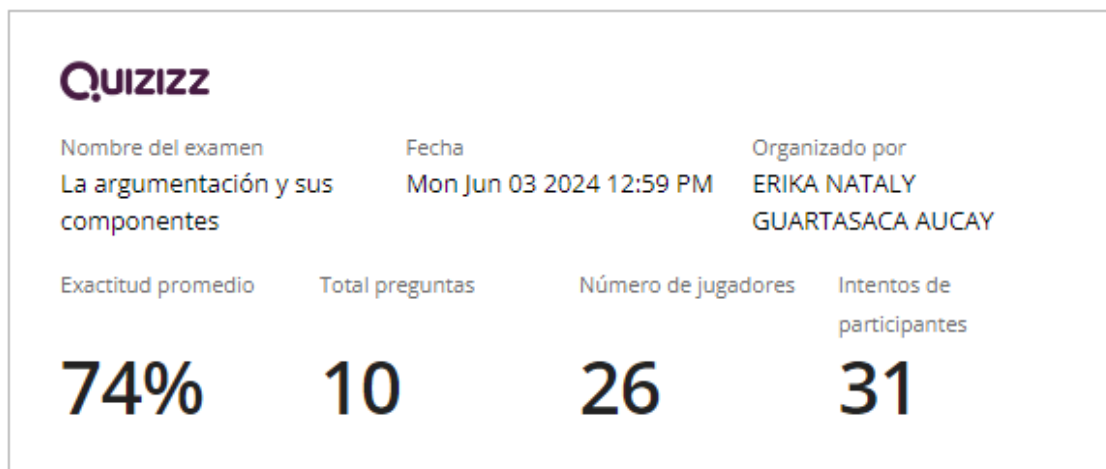 Quizizz
Nombre del examen
La argumentación y sus
componentes
Fecha
Mon Jun 03 2024 12:59 PM
Organizado por
ERIKA NATALY
GUARTASACA AUCAY
Exactitud promedio
74%
Total preguntas
10
Número de jugadores
26
Intentos de
participantes
31